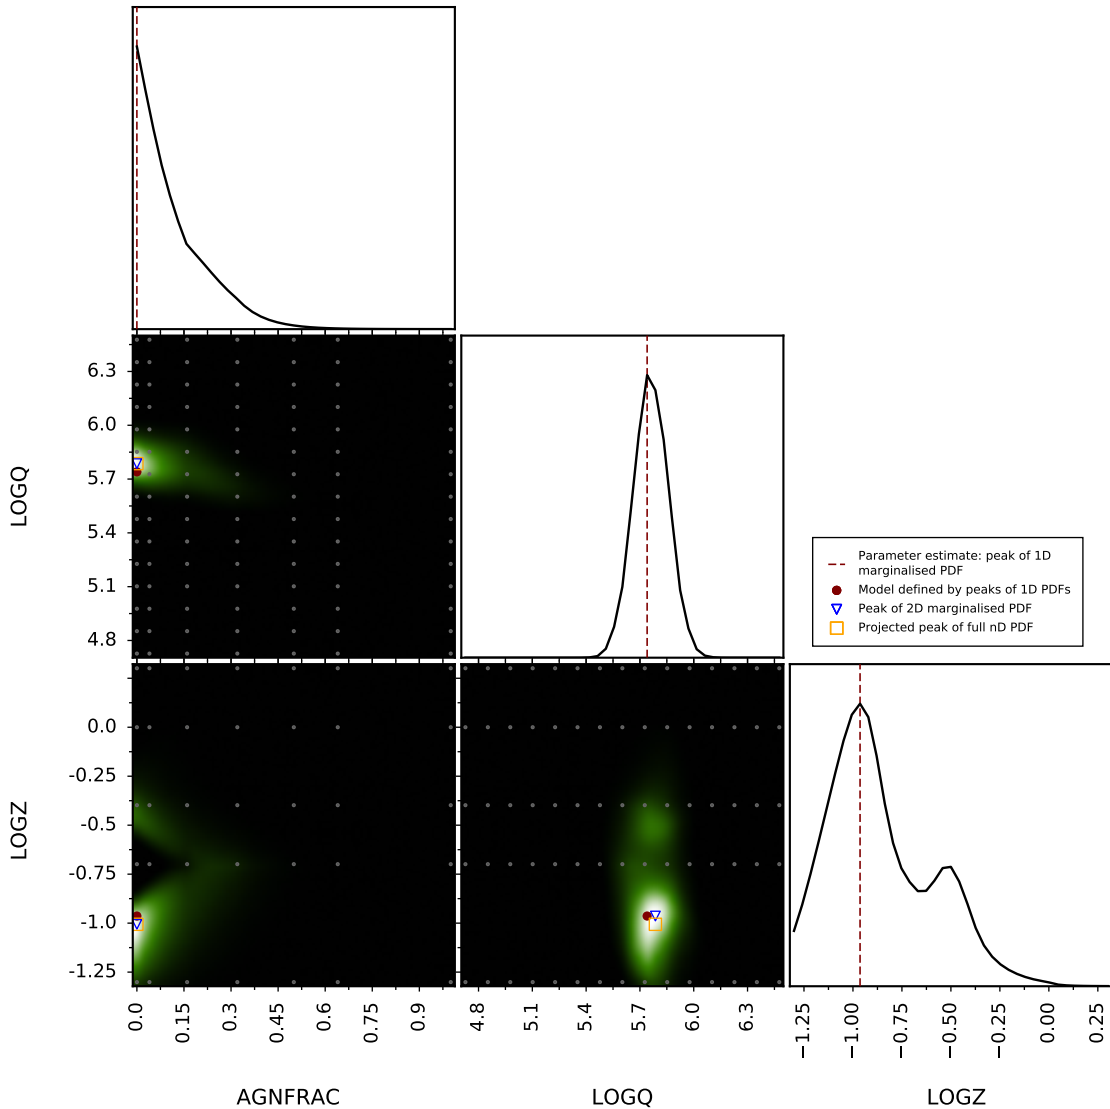 LOGQ
6.3
6.0
5.7
5.4
5.1
4.8
Parameter estimate: peak of 1D
marginalised PDF
Model defined by peaks of 1D PDFs
Peak of 2D marginalised PDF
Projected peak of full nD PDF
LOGZ
0.0
-0.25
-0.5
-0.75
-1.0
-1.25
0.0 0.15 0.3 0.45 0.6 0.75 0.9
4.8 5.1 5.4 5.7 6.0 6.3
−1.25 −1.00 −0.75 −0.50 −0.25 0.00 0.25
AGNFRAC LOGQ LOGZ